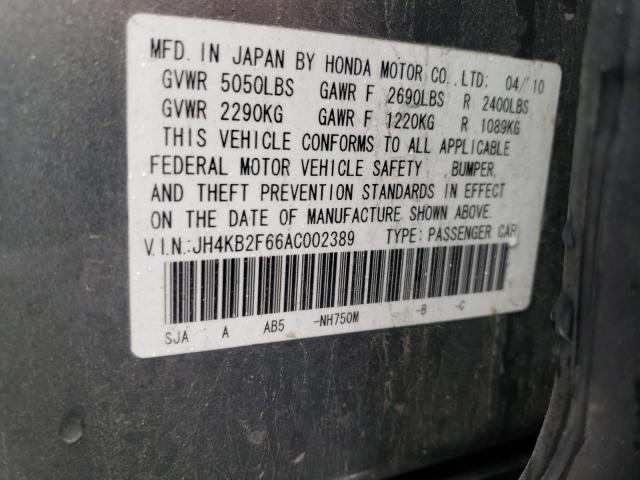 MFD. IN JAPAN BY HONDA MOTOR CO.,LTD: 04/'10
GVWR 5050LBS GAWR F 2690LBS R 2400LBS
GVWR 2290KG GAWR F 1220KG R 1089KG
THIS VEHICLE CONFORMS TO ALL APPLICABLE
FEDERAL MOTOR VEHICLE SAFETY ,BUMPER,
AND THEFT PREVENTION STANDARDS IN EFFECT
ON THE DATE OF MANUFACTURE SHOWN ABOVE.
V.I.N.:JH4KB2F66AC002389 TYPE:PASSENGER CAR
SJA A AB5 -NH750M -B -C